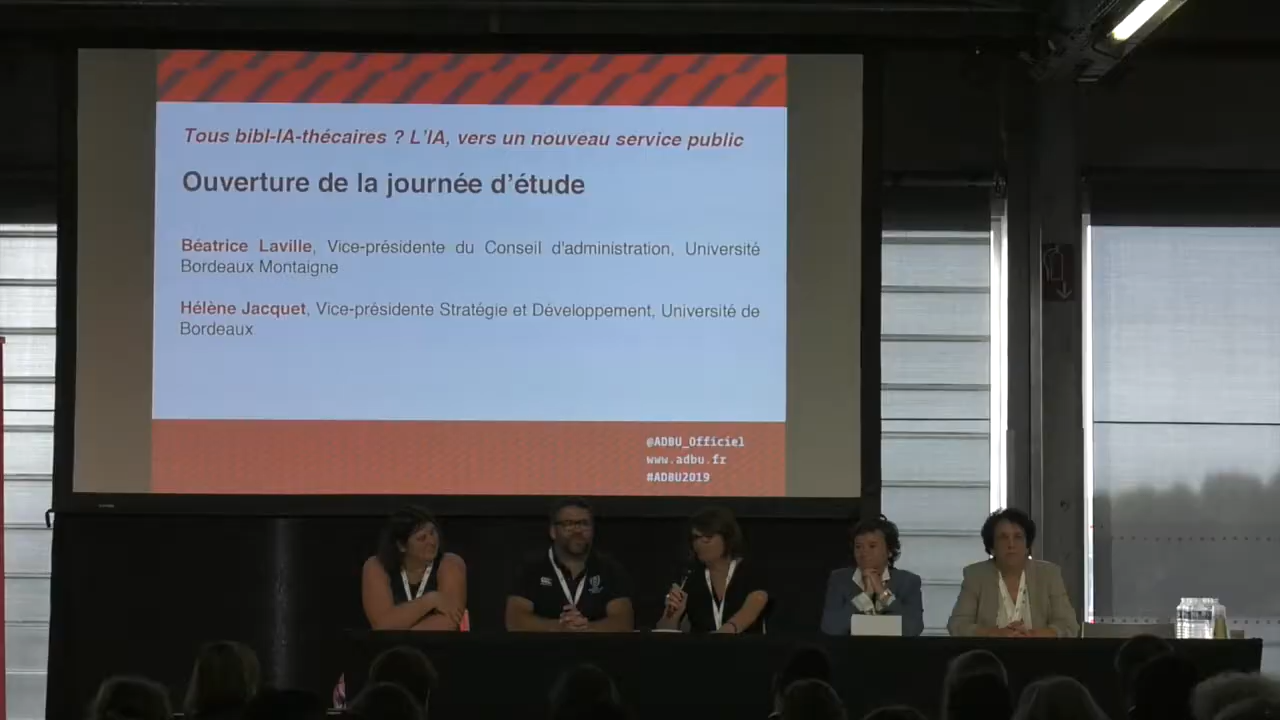 Tous bibl-IA-thécaires ? L'IA, vers un nouveau service public
Ouverture de la journée d'étude
Béatrice Laville, Vice-présidente du Conseil d'administration, Université
Bordeaux Montaigne
Hélène Jacquet, Vice-présidente Stratégie et Développement, Université de
Bordeaux
@ADBU_Officiel
www.adbu.fr
#ADBU2019